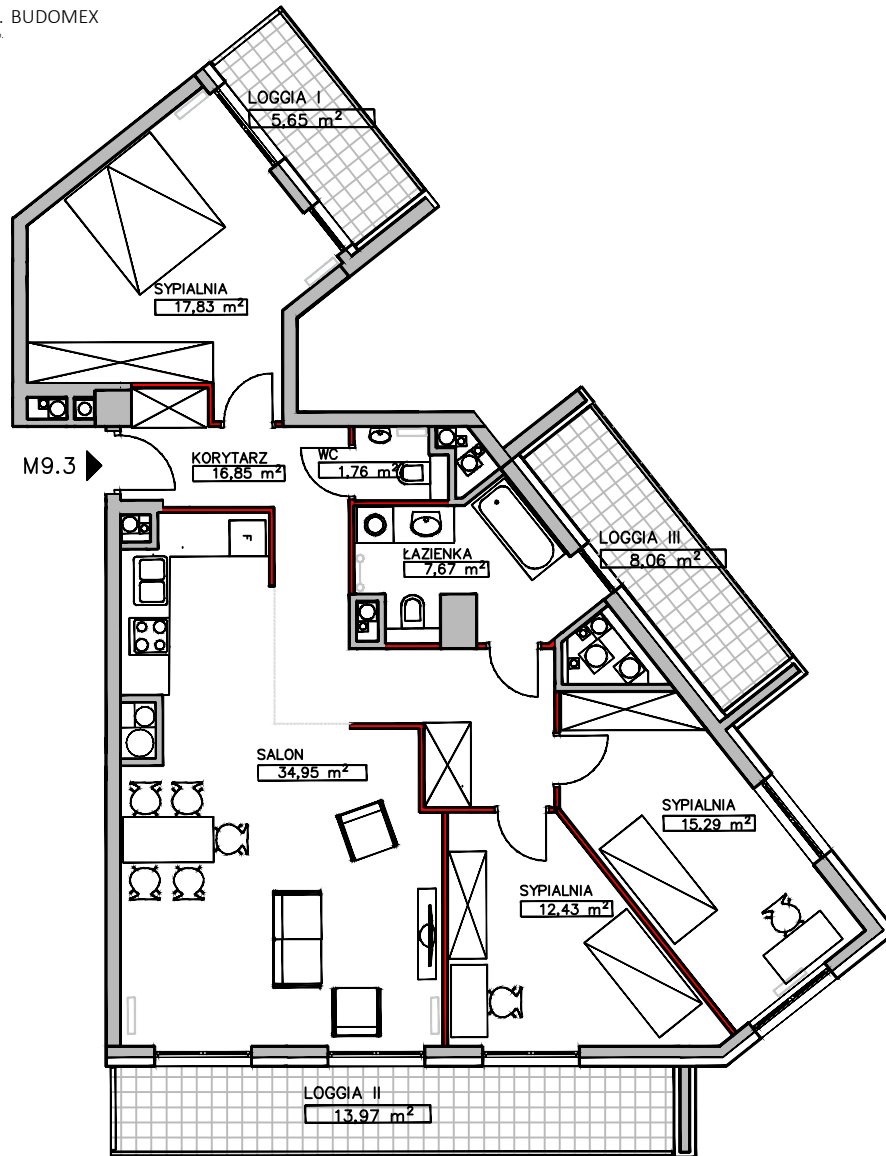 . BUDOMEX
LOGGIA I
5,65 m²
SYPIALNIA
17,83 m²
M9.3
KORYTARZ
16,85 m²
WC
1,76 m²
LOGGIA III
8,06 m²
ŁAZIENKA
7,67 m²
F
SALON
34,95 m²
SYPIALNIA
15,29 m²
SYPIALNIA
12,43 m²
LOGGIA II
13,97 m²